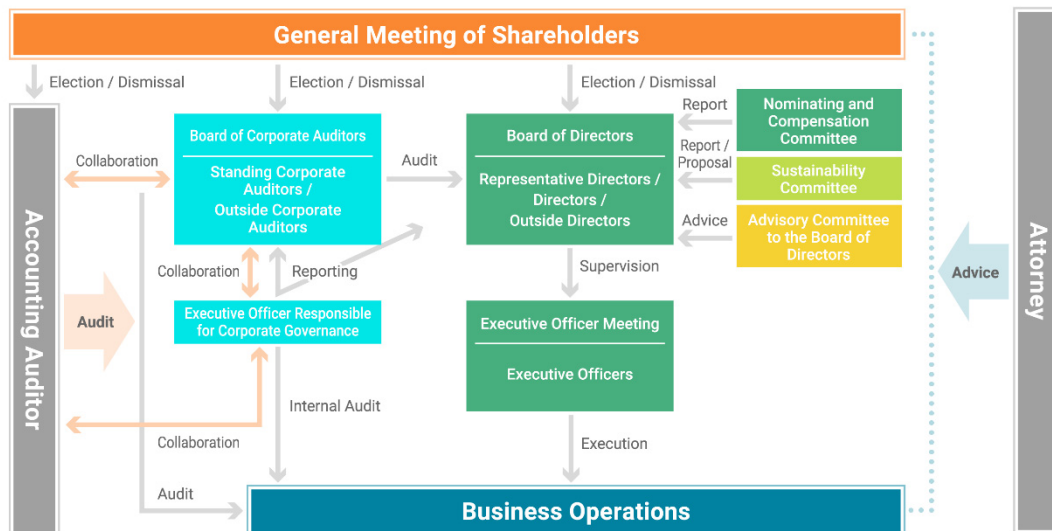 General Meeting of Shareholders
Election / Dismissal
Election / Dismissal
Election / Dismissal
Accounting Auditor
Collaboration
Board of Corporate Auditors
Standing Corporate
Auditors /
Outside Corporate
Auditors
Audit
Board of Directors
Representative Directors /
Directors /
Outside Directors
Report
Nominating and
Compensation
Committee
Report /
Proposal
Sustainability
Committee
Advice
Advisory Committee
to the Board of
Directors
Collaboration
Reporting
Supervision
Advice
Attorney
Audit
Executive Officer Responsible
for Corporate Governance
Executive Officer Meeting
Executive Officers
Internal Audit
Collaboration
Execution
Audit
Business Operations